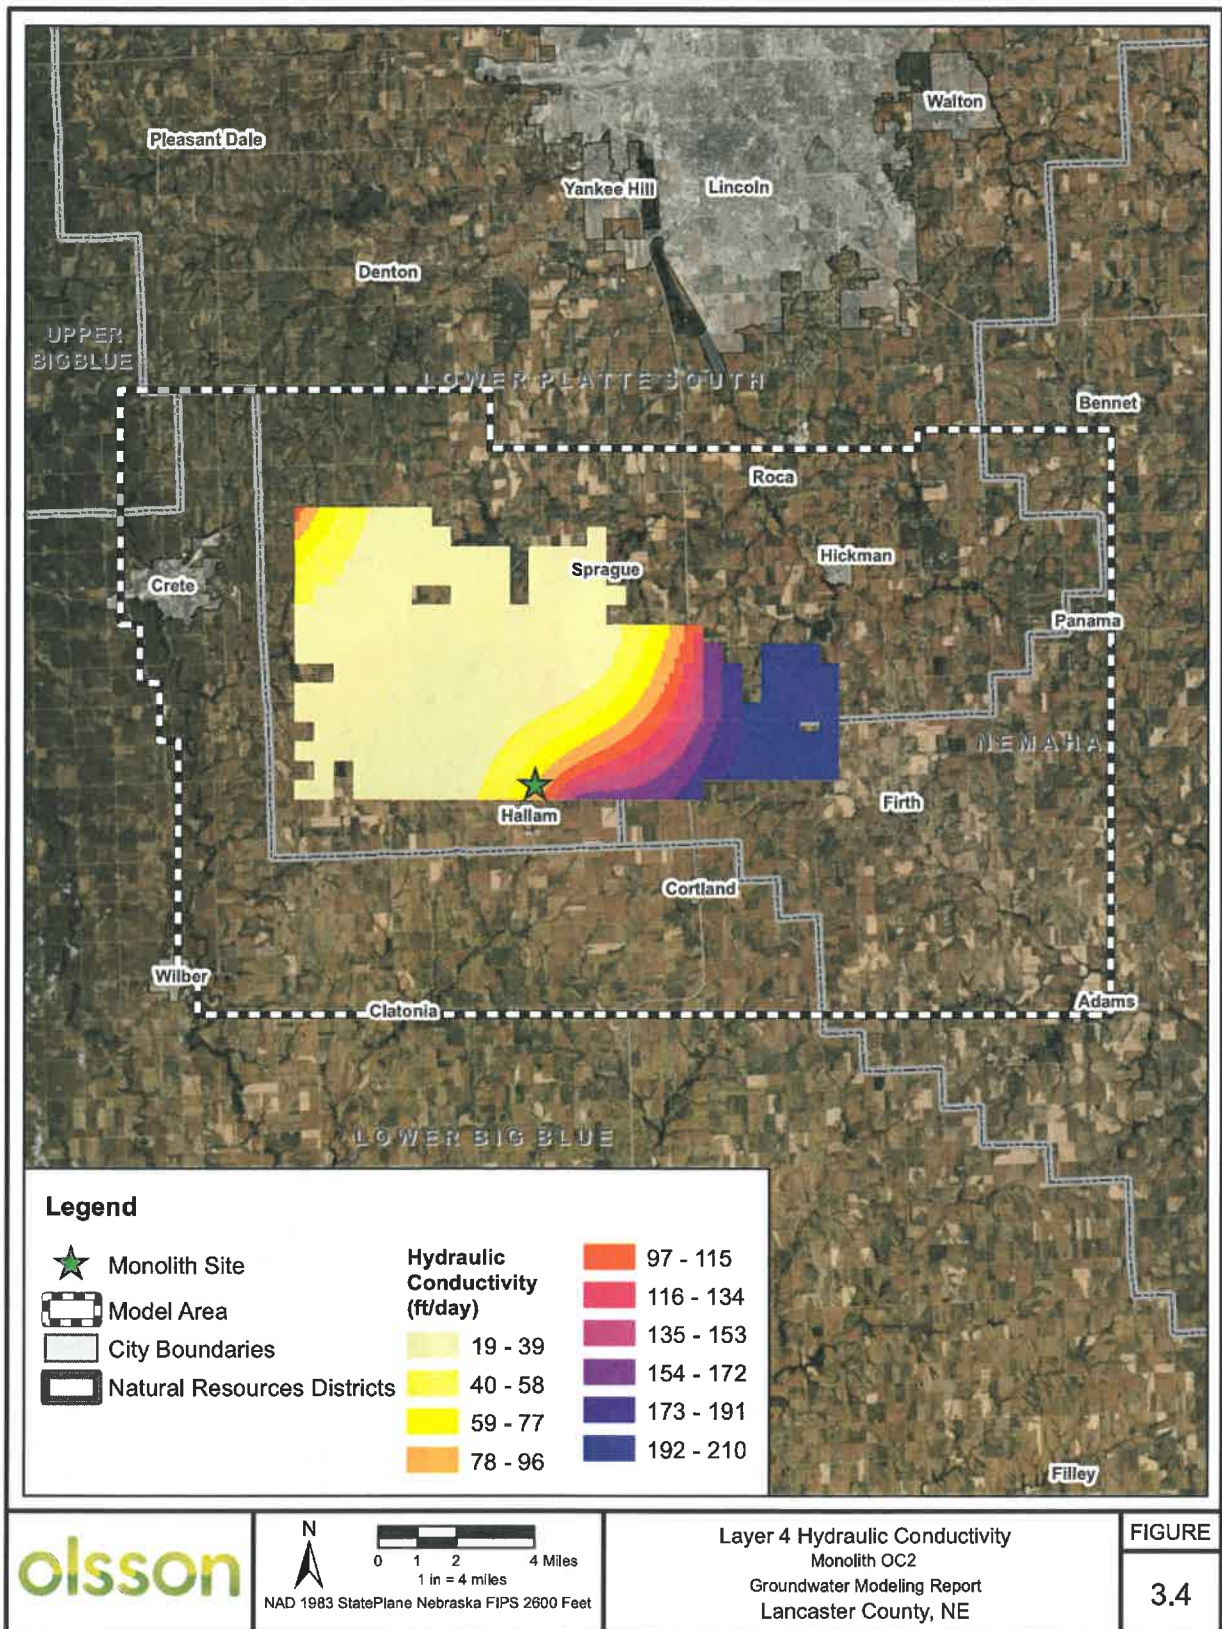 Walton
Pleasant Dale
Yankee Hill
Lincoln
Denton
UPPER
BIG BLUE
LOWER PLATTE SOUTH
Bennet
Roca
Hickman
Sprague
Crete
Panama
NEMAHA
Hallam
Firth
Cortland
Wilber
Clatonia
Adams
LOWER BIG BLUE
Filley
Legend
Monolith Site
Model Area
City Boundaries
Natural Resources Districts
Hydraulic
Conductivity
(ft/day)
19 - 39
40 - 58
59 - 77
78 - 96
97 - 115
116 - 134
135 - 153
154 - 172
173 - 191
192 - 210
olsson
N
0 1 2 4 Miles
1 in = 4 miles
NAD 1983 StatePlane Nebraska FIPS 2600 Feet
Layer 4 Hydraulic Conductivity
Monolith OC2
Groundwater Modeling Report
Lancaster County, NE
FIGURE
3.4